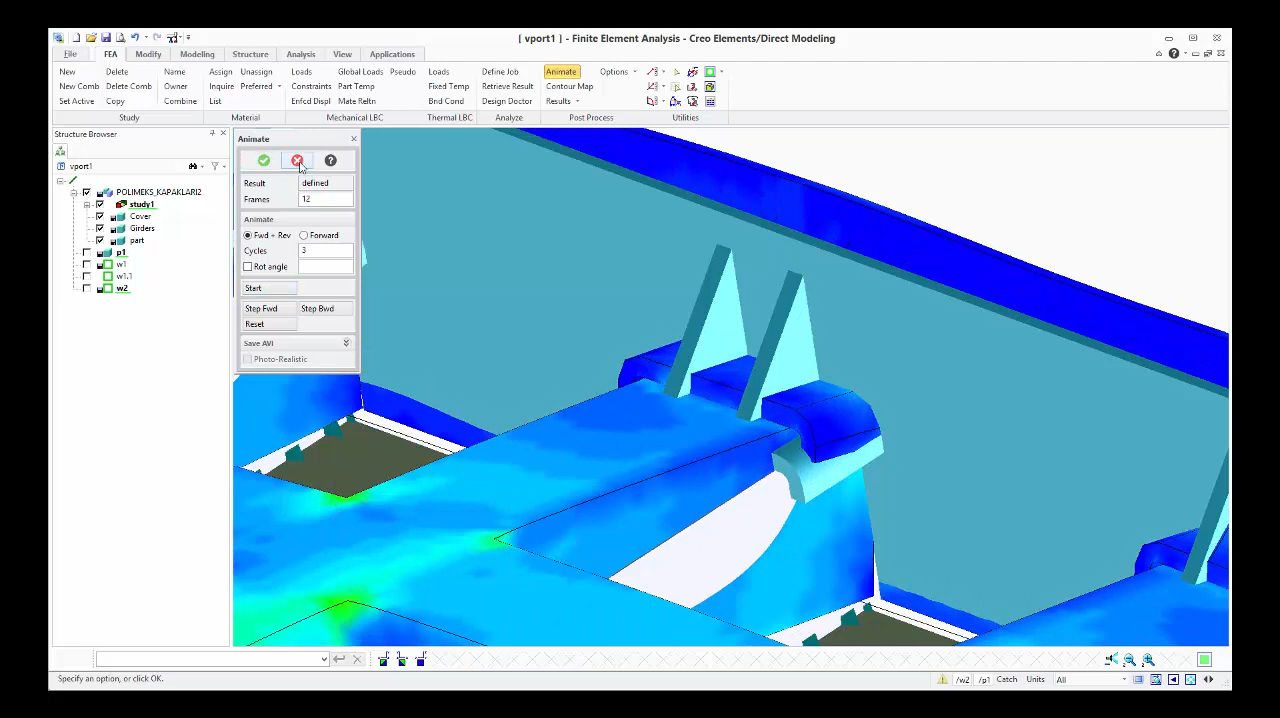 [ vport1 ] - Finite Element Analysis - Creo Elements/Direct Modeling
File FEA Modify Modeling Structure Analysis View Applications
New Delete Name Assign Unassign Loads Global Loads Pseudo Loads Define Job Animate Options
New Comb Delete Comb Owner Inquire Preferred Constraints Part Temp Fixed Temp Retrieve Result Contour Map
Set Active Copy Combine List Enfcd Displ Mate Reltn Bnd Cond Design Doctor Results
Study Material Mechanical LBC Thermal LBC Analyze Post Process Utilities
Structure Browser
vport1
POLIMEKS_KAPAKLARI2
study1
Cover
Girders
part
p1
w1
w1.1
w2
Animate
Result defined
Frames 12
Animate
Fwd + Rev Forward
Cycles 3
Rot angle
Start
Step Fwd Step Bwd
Reset
Save AVI
Photo-Realistic
Specify an option, or click OK.
/w2 /p1 Catch Units All